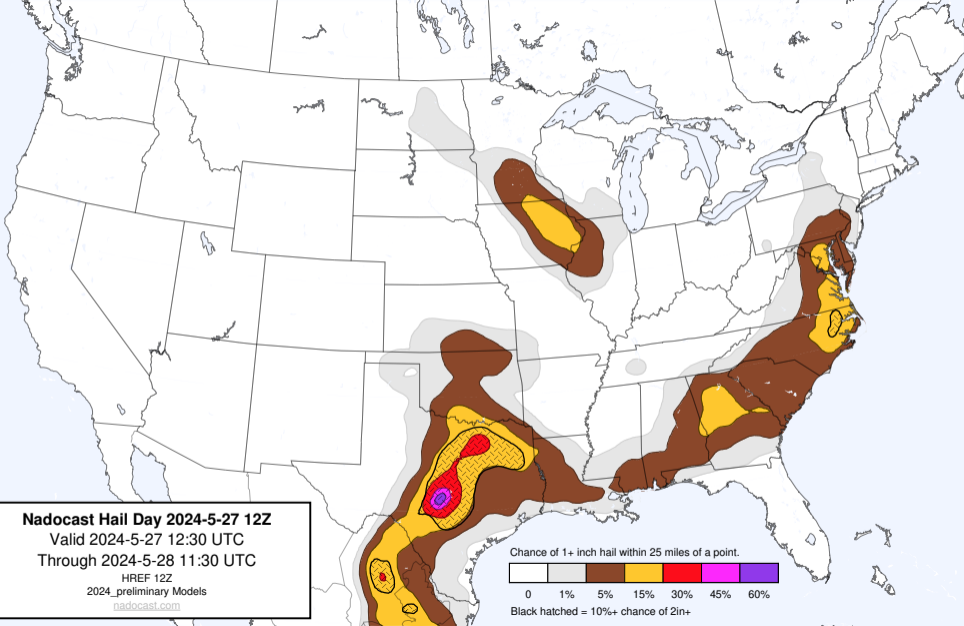 Nadocast Hail Day 2024-5-27 12Z
Valid 2024-5-27 12:30 UTC
Through 2024-5-28 11:30 UTC
HREF 12Z
2024_preliminary Models
nadocast.com
Chance of 1+ inch hail within 25 miles of a point.
0 1% 5% 15% 30% 45% 60%
Black hatched = 10%+ chance of 2in+